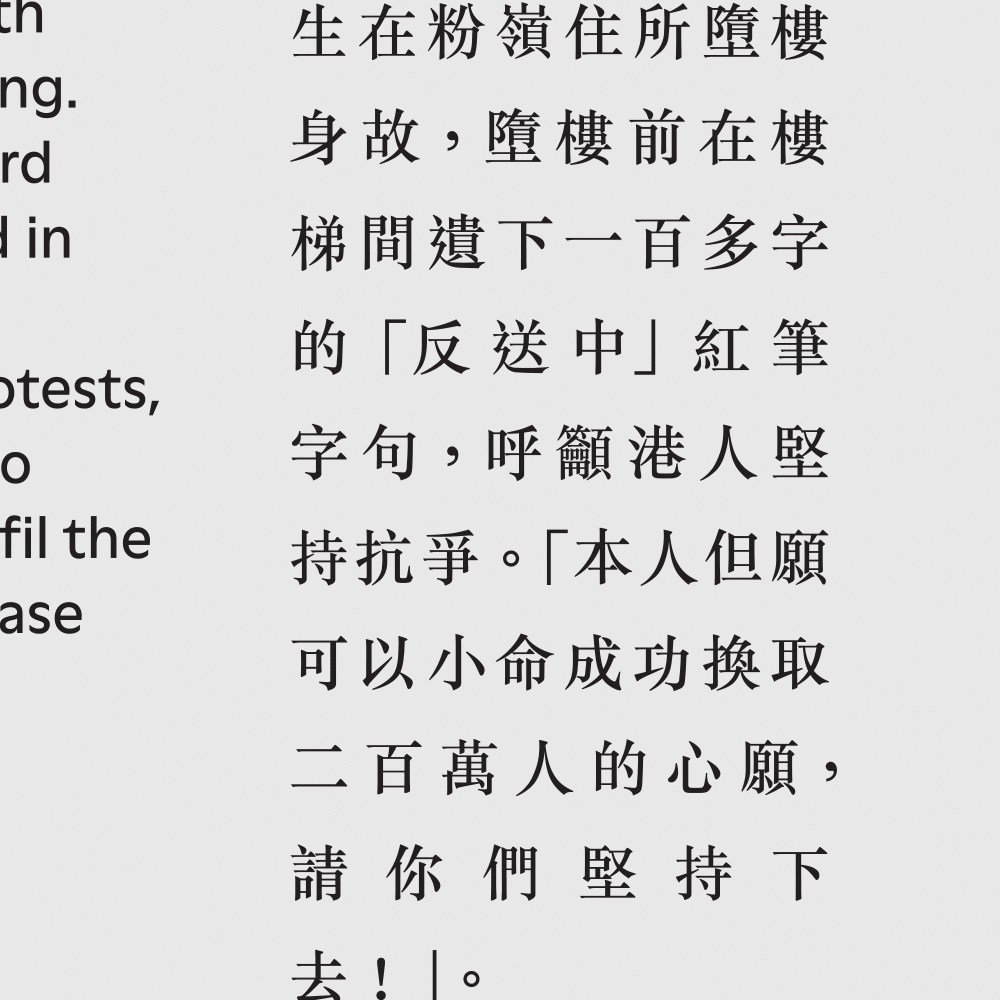 th
ng.
rd
d in
otests,
o
fil the
ase
生在粉嶺住所墮樓
身故，墮樓前在樓
梯間遺下一百多字
的「反送中」紅筆
字句，呼籲港人堅
持抗爭。「本人但願
可以小命成功換取
二百萬人的心願，
請你們堅持下
去！」。